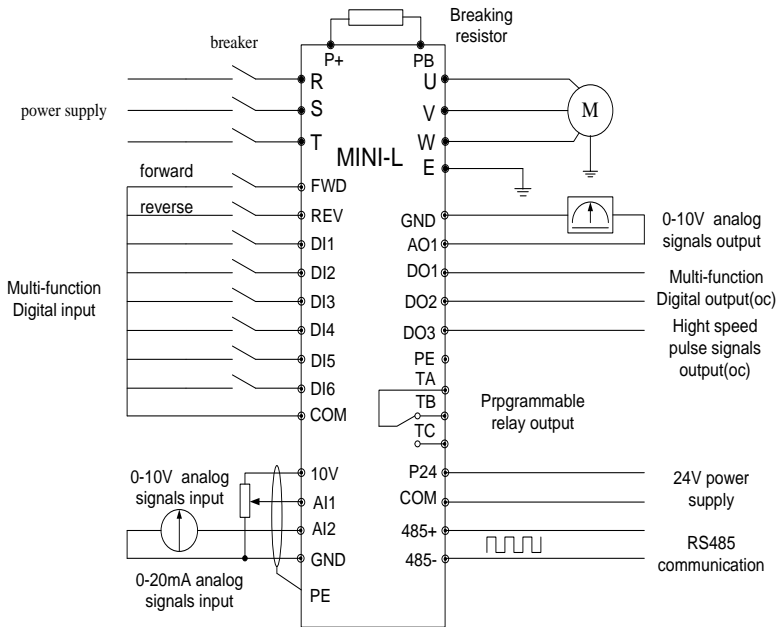 Breaking
resistor
breaker
P+
PB
R
U
power supply
S
V
M
T
W
MINI-L
E
forward
FWD
reverse
REV
GND
0-10V analog
signals output
DI1
AO1
DI2
DO1
Multi-function
Digital output(oc)
Multi-function
Digital input
DI3
DO2
DI4
DO3
Hight speed
pulse signals
output(oc)
DI5
PE
TA
DI6
TB
Prpgrammable
relay output
COM
TC
0-10V analog
signals input
10V
P24
24V power
supply
AI1
COM
AI2
485+
RS485
communication
GND
485-
0-20mA analog
signals input
PE